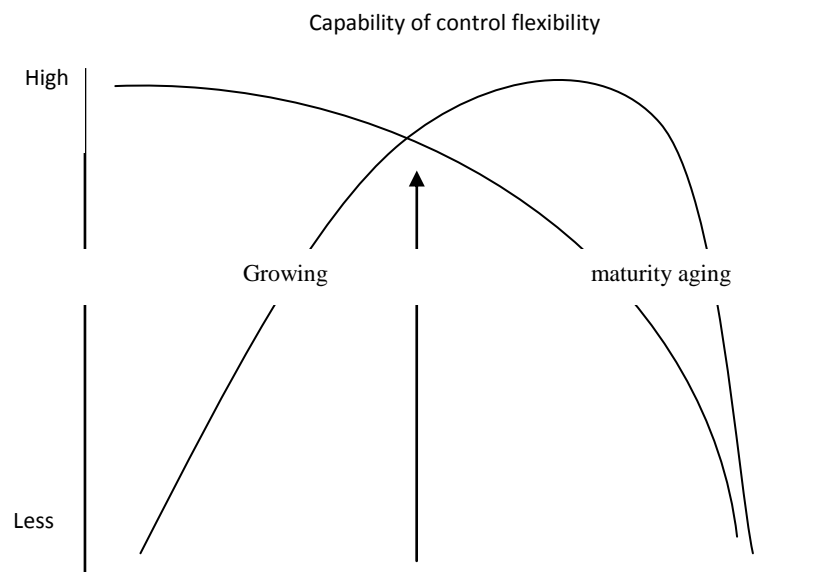 Capability of control flexibility
High
Growing
maturity aging
Less